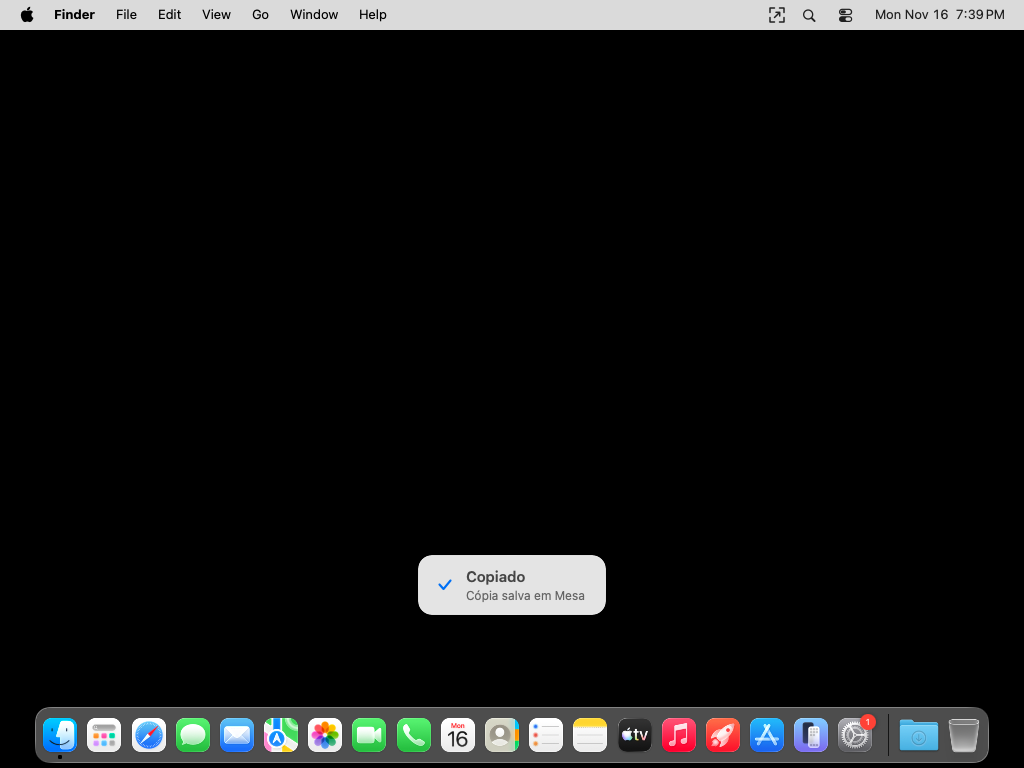 Finder File Edit View Go Window Help Mon Nov 16 7:39 PM
Copiado
Cópia salva em Mesa
Mon
16
tv
1